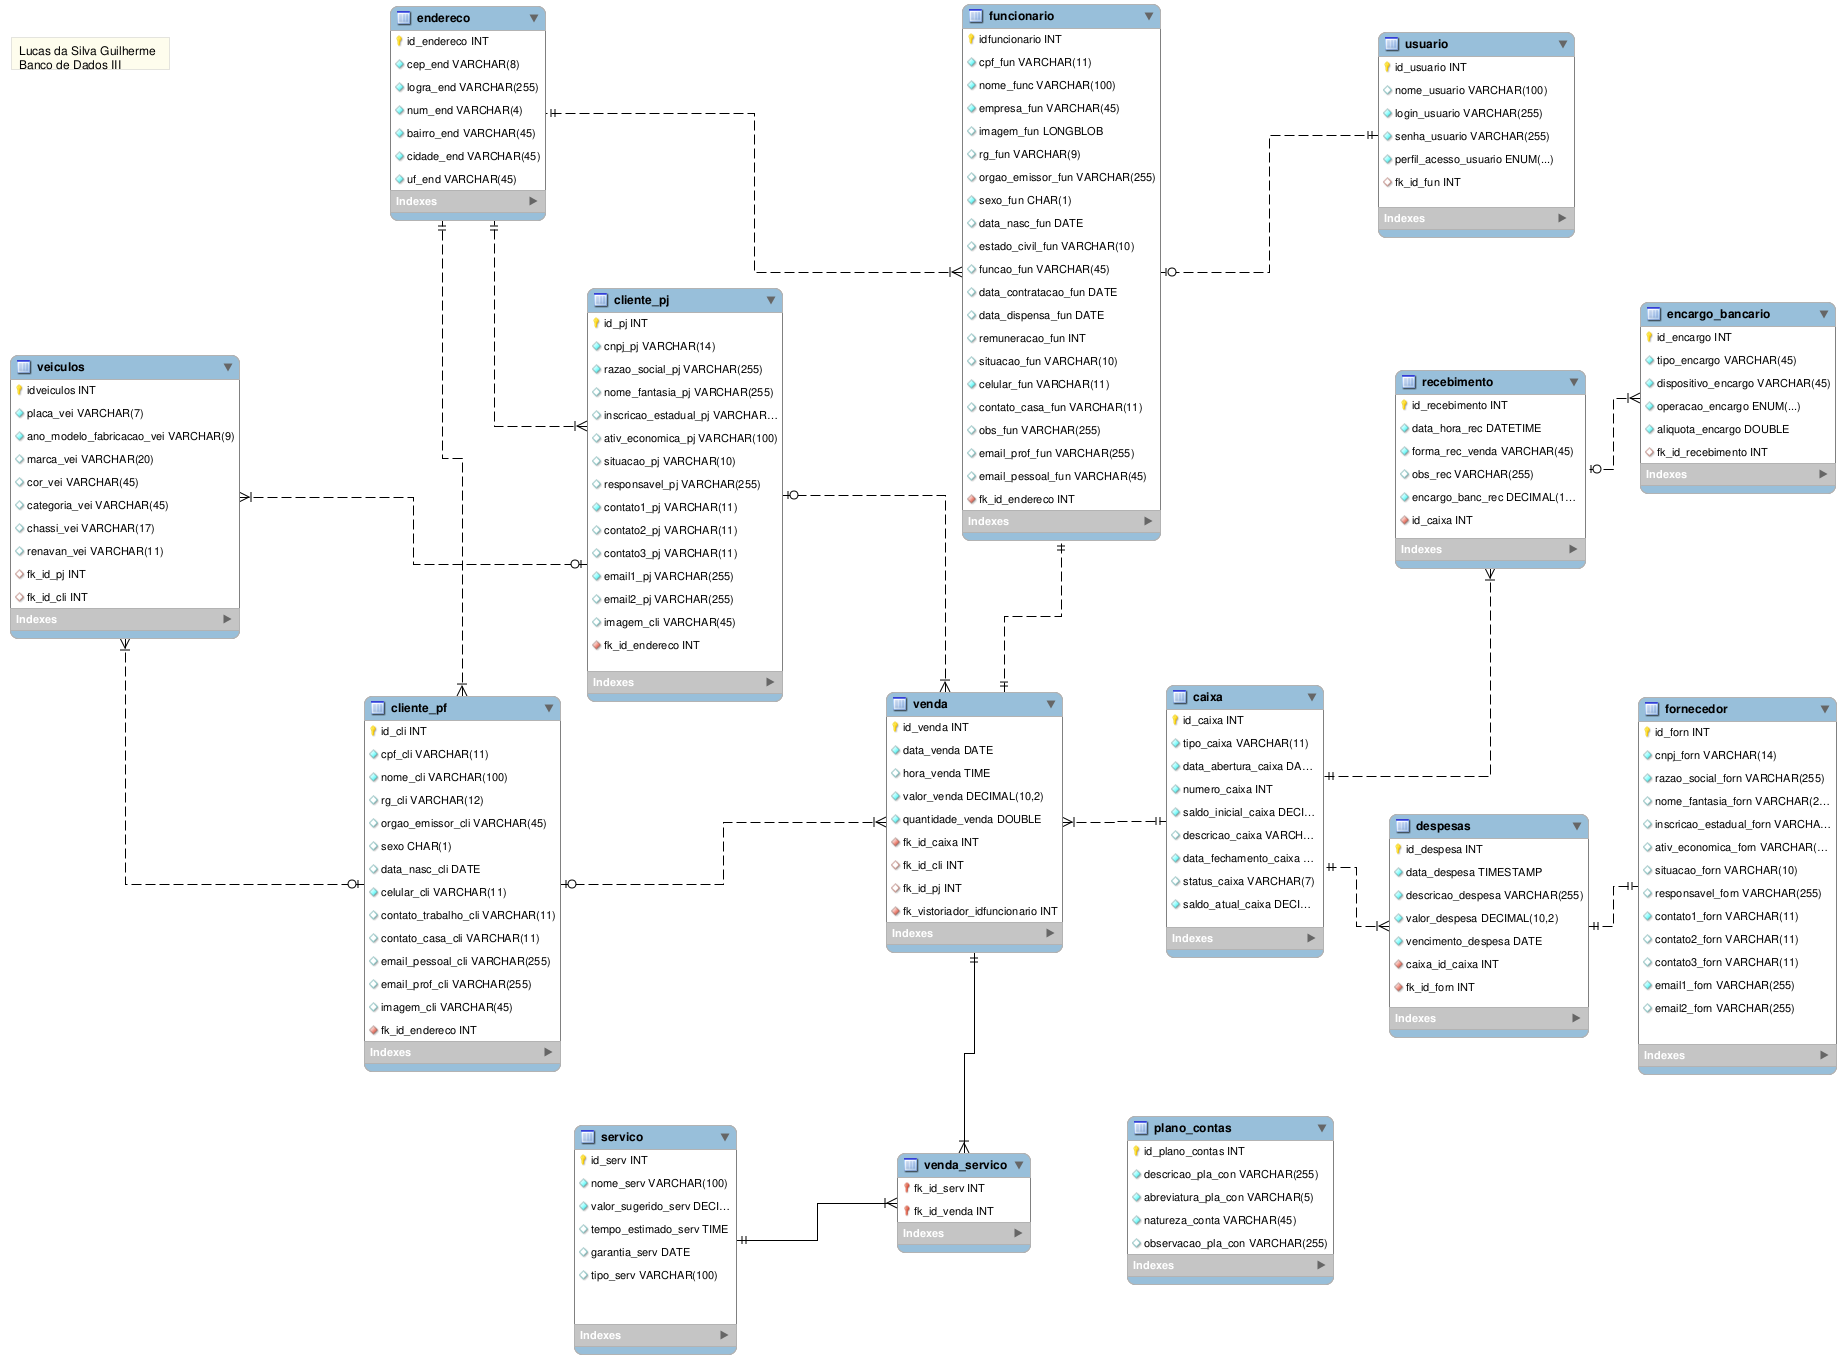 Lucas da Silva Guilherme
Banco de Dados III
endereco
id_endereco INT
cep_end VARCHAR(8)
logra_end VARCHAR(255)
num_end VARCHAR(4)
bairro_end VARCHAR(45)
cidade_end VARCHAR(45)
uf_end VARCHAR(45)
Indexes
funcionario
idfuncionario INT
cpf_fun VARCHAR(11)
nome_func VARCHAR(100)
empresa_fun VARCHAR(45)
imagem_fun LONGBLOB
rg_fun VARCHAR(9)
orgao_emissor_fun VARCHAR(255)
sexo_fun CHAR(1)
data_nasc_fun DATE
estado_civil_fun VARCHAR(10)
funcao_fun VARCHAR(45)
data_contratacao_fun DATE
data_dispensa_fun DATE
remuneracao_fun INT
situacao_fun VARCHAR(10)
celular_fun VARCHAR(11)
contato_casa_fun VARCHAR(11)
obs_fun VARCHAR(255)
email_prof_fun VARCHAR(255)
email_pessoal_fun VARCHAR(45)
fk_id_endereco INT
Indexes
usuario
id_usuario INT
nome_usuario VARCHAR(100)
login_usuario VARCHAR(255)
senha_usuario VARCHAR(255)
perfil_acesso_usuario ENUM(...)
fk_id_fun INT
Indexes
cliente_pj
id_pj INT
cnpj_pj VARCHAR(14)
razao_social_pj VARCHAR(255)
nome_fantasia_pj VARCHAR(255)
inscricao_estadual_pj VARCHAR...
ativ_economica_pj VARCHAR(100)
situacao_pj VARCHAR(10)
responsavel_pj VARCHAR(255)
contato1_pj VARCHAR(11)
contato2_pj VARCHAR(11)
contato3_pj VARCHAR(11)
email1_pj VARCHAR(255)
email2_pj VARCHAR(255)
imagem_cli VARCHAR(45)
fk_id_endereco INT
Indexes
encargo_bancario
id_encargo INT
tipo_encargo VARCHAR(45)
dispositivo_encargo VARCHAR(45)
operacao_encargo ENUM(...)
aliquota_encargo DOUBLE
fk_id_recebimento INT
Indexes
veiculos
idveiculos INT
placa_vei VARCHAR(7)
ano_modelo_fabricacao_vei VARCHAR(9)
marca_vei VARCHAR(20)
cor_vei VARCHAR(45)
categoria_vei VARCHAR(45)
chassi_vei VARCHAR(17)
renavan_vei VARCHAR(11)
fk_id_pj INT
fk_id_cli INT
Indexes
recebimento
id_recebimento INT
data_hora_rec DATETIME
forma_rec_venda VARCHAR(45)
obs_rec VARCHAR(255)
encargo_banc_rec DECIMAL(1...
id_caixa INT
Indexes
cliente_pf
id_cli INT
cpf_cli VARCHAR(11)
nome_cli VARCHAR(100)
rg_cli VARCHAR(12)
orgao_emissor_cli VARCHAR(45)
sexo CHAR(1)
data_nasc_cli DATE
celular_cli VARCHAR(11)
contato_trabalho_cli VARCHAR(11)
contato_casa_cli VARCHAR(11)
email_pessoal_cli VARCHAR(255)
email_prof_cli VARCHAR(255)
imagem_cli VARCHAR(45)
fk_id_endereco INT
Indexes
venda
id_venda INT
data_venda DATE
hora_venda TIME
valor_venda DECIMAL(10,2)
quantidade_venda DOUBLE
fk_id_caixa INT
fk_id_cli INT
fk_id_pj INT
fk_vistoriador_idfuncionario INT
Indexes
caixa
id_caixa INT
tipo_caixa VARCHAR(11)
data_abertura_caixa DA...
numero_caixa INT
saldo_inicial_caixa DECI...
descricao_caixa VARCH...
data_fechamento_caixa ...
status_caixa VARCHAR(7)
saldo_atual_caixa DECI...
Indexes
fornecedor
id_forn INT
cnpj_forn VARCHAR(14)
razao_social_forn VARCHAR(255)
nome_fantasia_forn VARCHAR(2...
inscricao_estadual_forn VARCHA...
ativ_economica_forn VARCHAR(...
situacao_forn VARCHAR(10)
responsavel_forn VARCHAR(255)
contato1_forn VARCHAR(11)
contato2_forn VARCHAR(11)
contato3_forn VARCHAR(11)
email1_forn VARCHAR(255)
email2_forn VARCHAR(255)
Indexes
despesas
id_despesa INT
data_despesa TIMESTAMP
descricao_despesa VARCHAR(255)
valor_despesa DECIMAL(10,2)
vencimento_despesa DATE
caixa_id_caixa INT
fk_id_forn INT
Indexes
servico
id_serv INT
nome_serv VARCHAR(100)
valor_sugerido_serv DECI...
tempo_estimado_serv TIME
garantia_serv DATE
tipo_serv VARCHAR(100)
Indexes
venda_servico
fk_id_serv INT
fk_id_venda INT
Indexes
plano_contas
id_plano_contas INT
descricao_pla_con VARCHAR(255)
abreviatura_pla_con VARCHAR(5)
natureza_conta VARCHAR(45)
observacao_pla_con VARCHAR(255)
Indexes